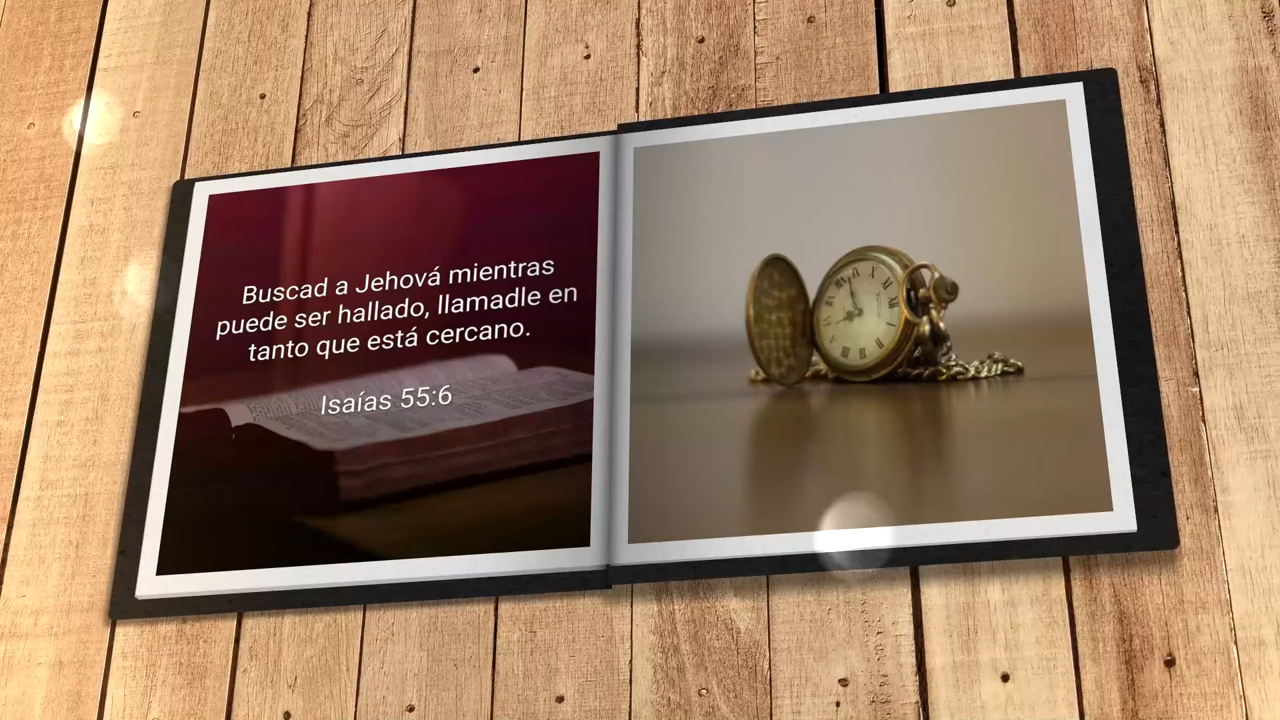 Buscad a Jehová mientras
puede ser hallado, llamadle en
tanto que está cercano.
Isaías 55:6